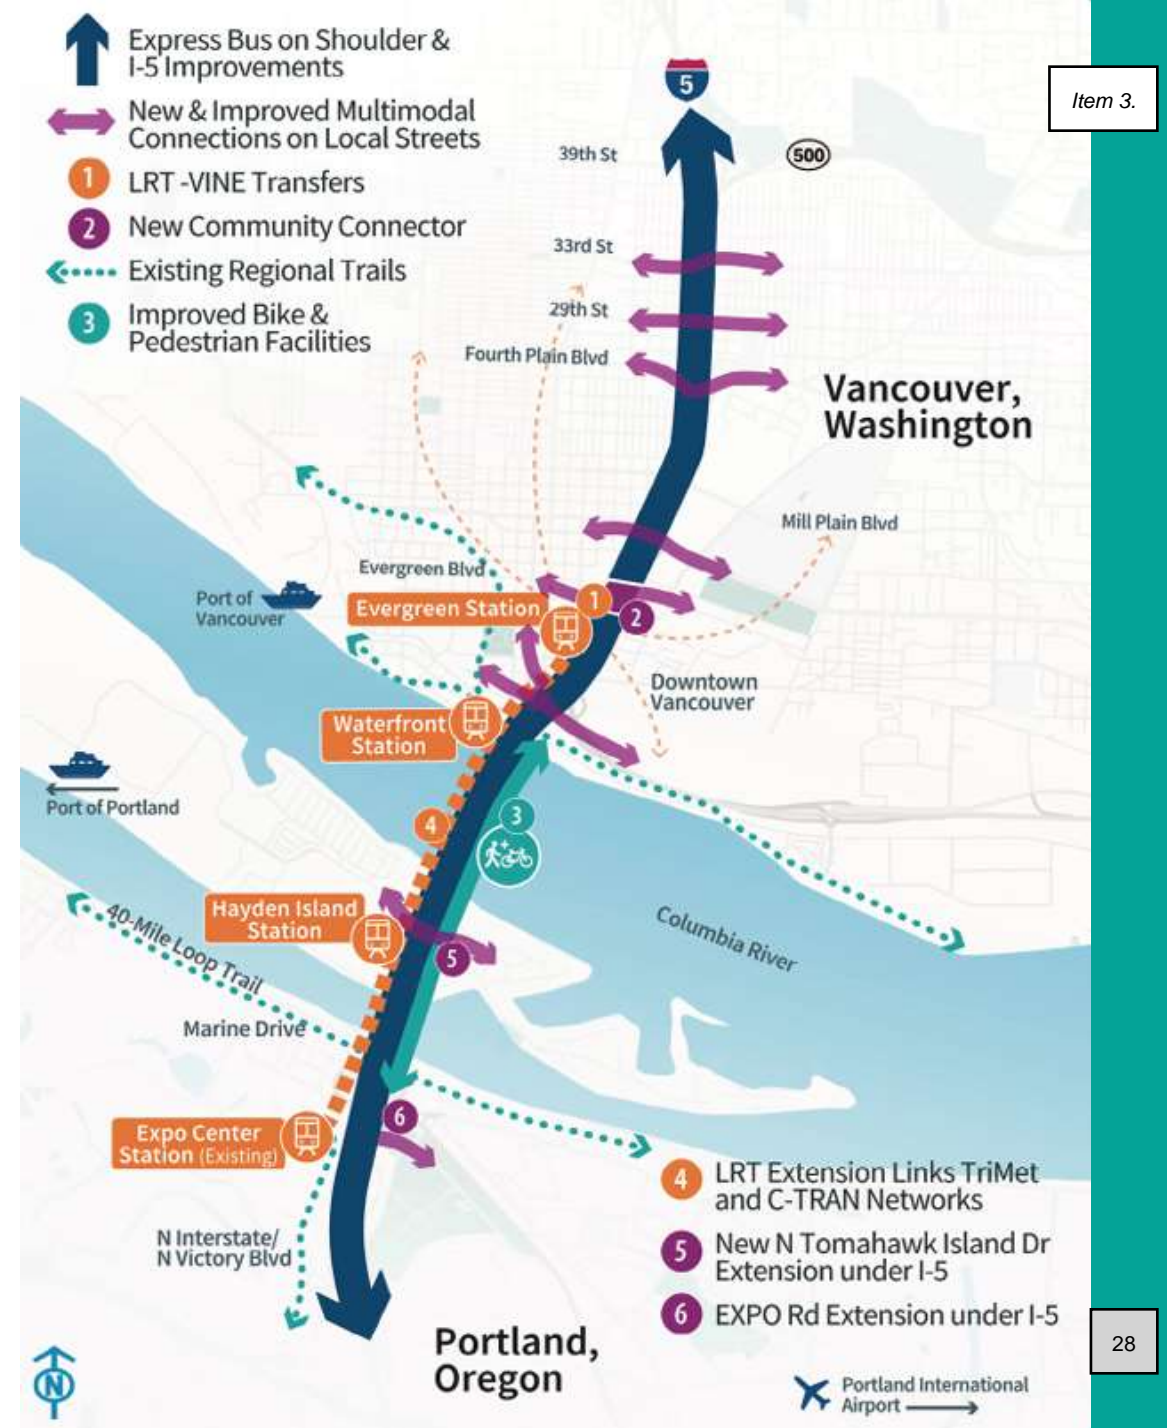 Express Bus on Shoulder &
I-5 Improvements
New & Improved Multimodal
Connections on Local Streets
1
LRT -VINE Transfers
2
New Community Connector
Existing Regional Trails
3
Improved Bike &
Pedestrian Facilities
5
Item 3.
39th St
500
33rd St
29th St
Fourth Plain Blvd
Vancouver,
Washington
Mill Plain Blvd
Evergreen Blvd
Port of
Vancouver
Evergreen Station
1
2
Downtown
Vancouver
Waterfront
Station
Port of Portland
4
3
Hayden Island
Station
5
Columbia River
40-Mile Loop Trail
Marine Drive
6
Expo Center
Station (Existing)
N Interstate/
N Victory Blvd
4
LRT Extension Links TriMet
and C-TRAN Networks
5
New N Tomahawk Island Dr
Extension under I-5
6
EXPO Rd Extension under I-5
Portland,
Oregon
28
N
Portland International
Airport